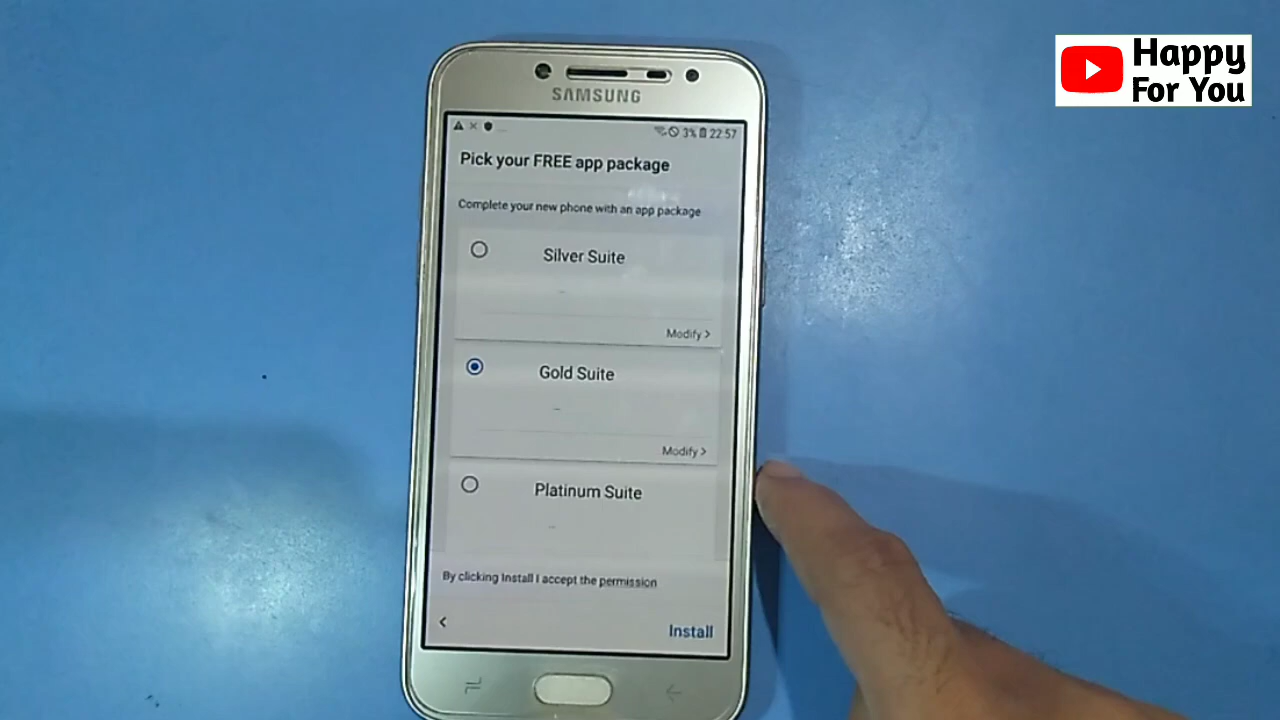 Happy
For You
SAMSUNG
3% 22:57
Pick your FREE app package
Complete your new phone with an app package
Silver Suite
Modify >
Gold Suite
Modify >
Platinum Suite
By clicking Install I accept the permission
Install